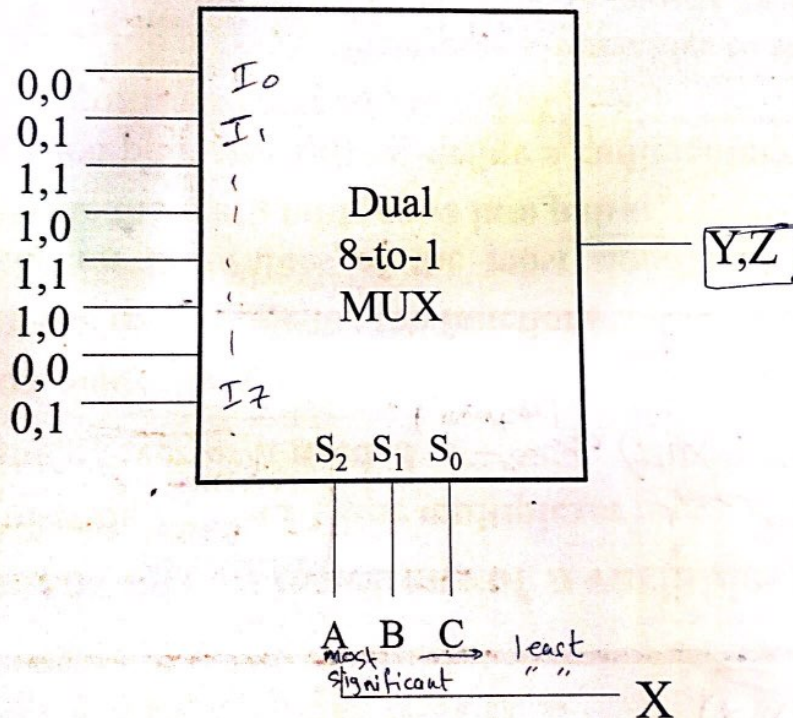 0,0 I0
0,1 I1
1,1
1,0
1,1
1,0
0,0
0,1 I7
Dual
8-to-1
MUX
Y,Z
S2 S1 S0
A B C → least
most " "
significant
X